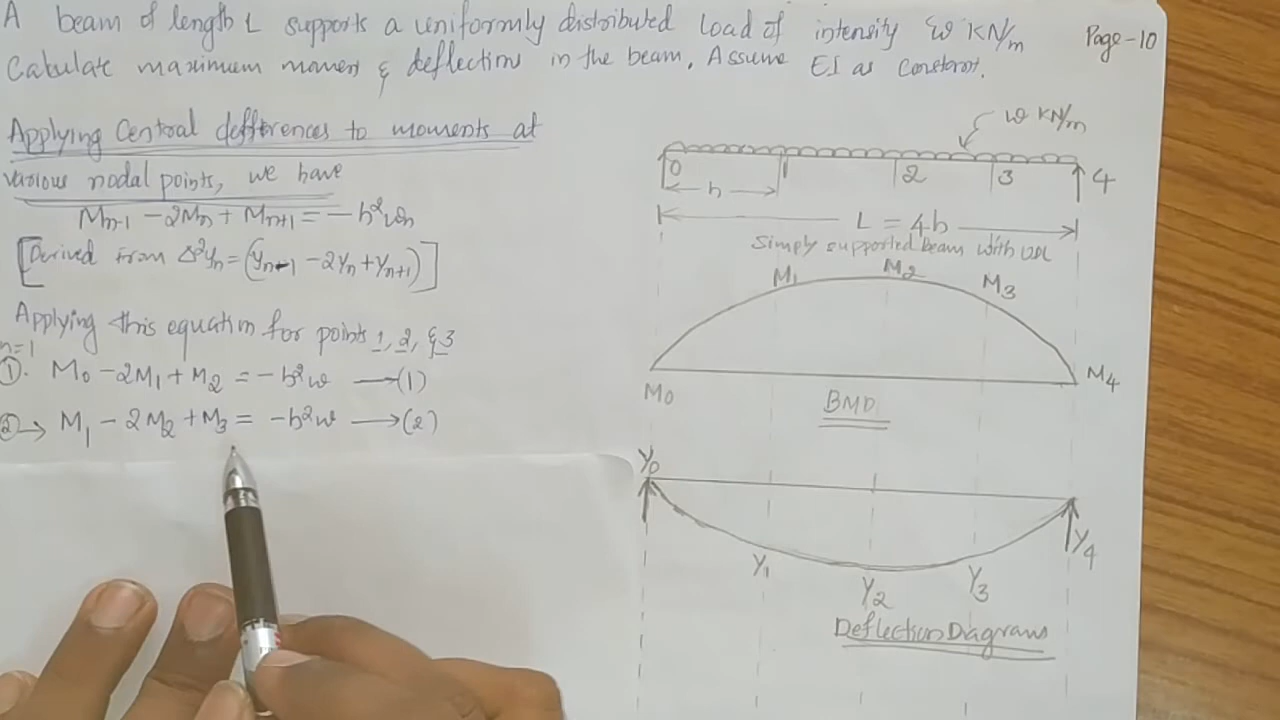 A beam of length L supports a uniformly distributed load of intensity w KN/m
Page-10
Calculate maximum moment & deflection in the beam. Assume EI as constant.
Applying Central defferences to moments at
various nodal points, we have
Mn-1 - 2Mn + Mn+1 = -h²ωn
[Derived from Δ²yn = (yn-1 - 2yn + yn+1)]
Applying this equation for points 1, 2, & 3
n=1
①. M0 - 2M1 + M2 = -h²w → (1)
②→ M1 - 2M2 + M3 = -h²w → (2)
w KN/m
0 1 2 3 4
h
L = 4h
Simply supported beam with UDL
M1 M2 M3
M0 M4
BMD
Y0 Y4
Y1 Y2 Y3
Deflection Diagram